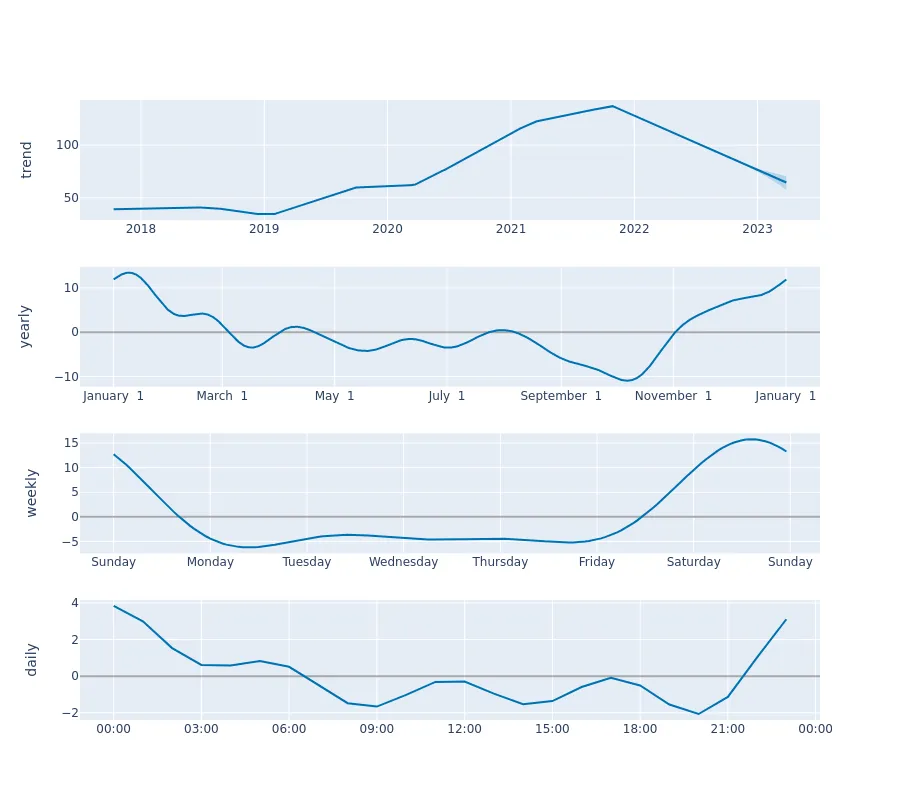 trend
100
50
2018 2019 2020 2021 2022 2023
yearly
10
0
−10
January 1 March 1 May 1 July 1 September 1 November 1 January 1
weekly
15
10
5
0
−5
Sunday Monday Tuesday Wednesday Thursday Friday Saturday Sunday
daily
4
2
0
−2
00:00 03:00 06:00 09:00 12:00 15:00 18:00 21:00 00:00